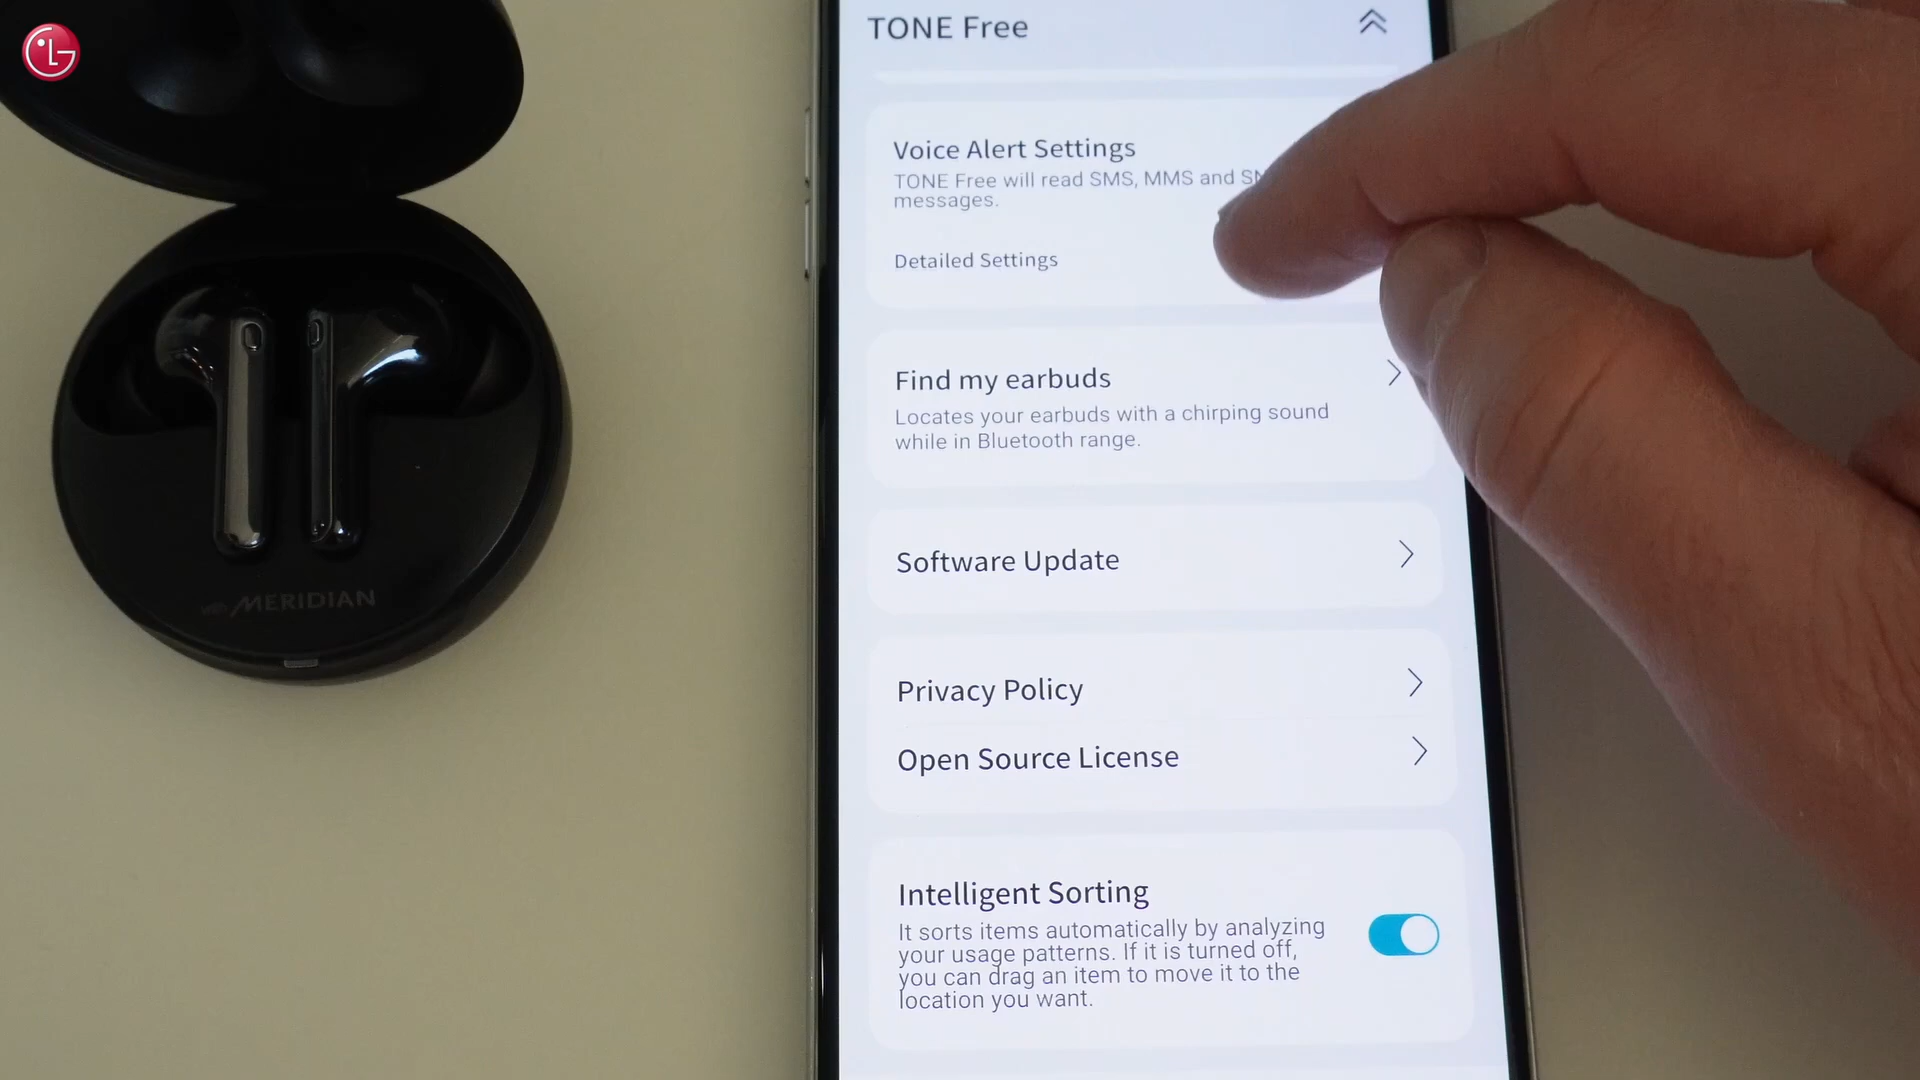 LG
TONE Free
Voice Alert Settings
TONE Free will read SMS, MMS and
messages.
Detailed Settings
Find my earbuds
Locates your earbuds with a chirping sound
while in Bluetooth range.
Software Update
Privacy Policy
Open Source License
Intelligent Sorting
It sorts items automatically by analyzing
your usage patterns. If it is turned off,
you can drag an item to move it to the
location you want.
with MERIDIAN